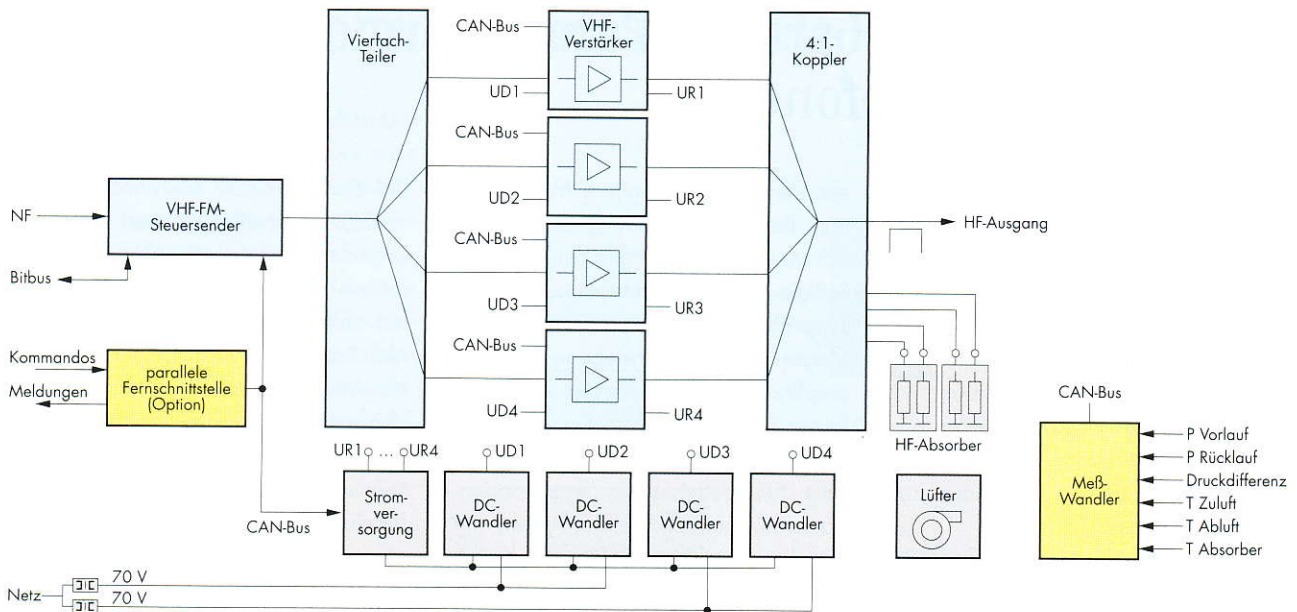 CAN-Bus
VHF-
Verstärker
Vierfach-
Teiler
4:1-
Koppler
UD1
UR1
CAN-Bus
UD2
UR2
NF
VHF-FM-
Steuersender
HF-Ausgang
CAN-Bus
Bitbus
UD3
UR3
CAN-Bus
Kommandos
Meldungen
parallele
Fernschnittstelle
(Option)
UD4
UR4
CAN-Bus
HF-Absorber
UR1 ... UR4
UD1
UD2
UD3
UD4
P Vorlauf
P Rücklauf
Druckdifferenz
T Zuluft
T Abluft
T Absorber
Meß-
Wandler
Strom-
ver-
sorgung
DC-
Wandler
DC-
Wandler
DC-
Wandler
DC-
Wandler
Lüfter
CAN-Bus
Netz
70 V
70 V